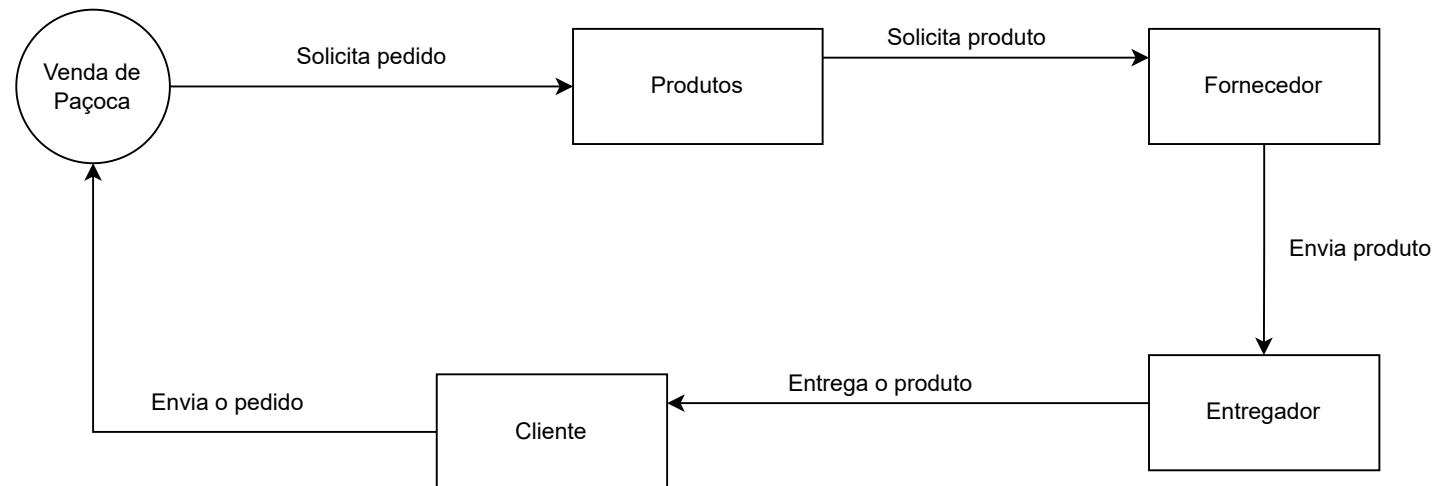 Venda de
Paçoca
Solicita pedido
Produtos
Solicita produto
Fornecedor
Envia produto
Entregador
Entrega o produto
Cliente
Envia o pedido